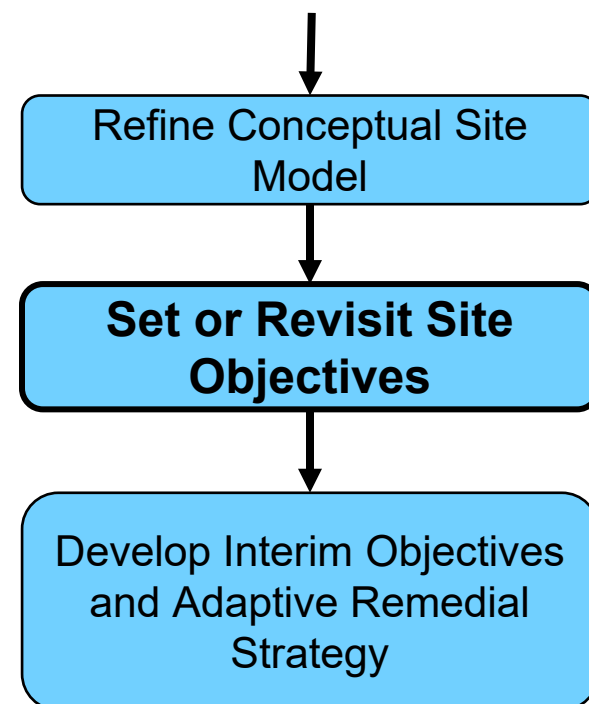 Refine Conceptual Site
Model
Set or Revisit Site
Objectives
Develop Interim Objectives
and Adaptive Remedial
Strategy